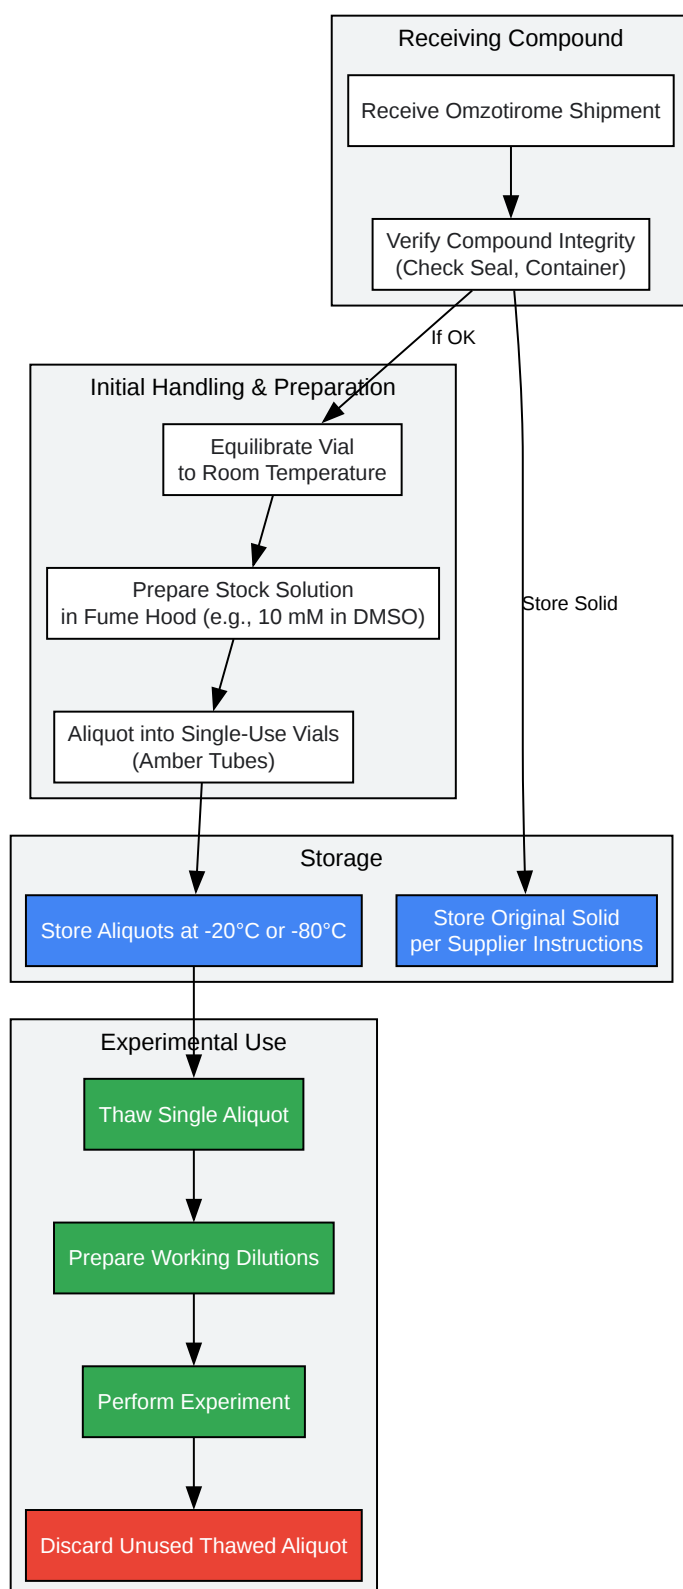 Receiving Compound
Receive Omzotirome Shipment
Verify Compound Integrity
(Check Seal, Container)
If OK
Initial Handling & Preparation
Equilibrate Vial
to Room Temperature
Prepare Stock Solution
in Fume Hood (e.g., 10 mM in DMSO)
Store Solid
Aliquot into Single-Use Vials
(Amber Tubes)
Storage
Store Aliquots at -20°C or -80°C
Store Original Solid
per Supplier Instructions
Experimental Use
Thaw Single Aliquot
Prepare Working Dilutions
Perform Experiment
Discard Unused Thawed Aliquot